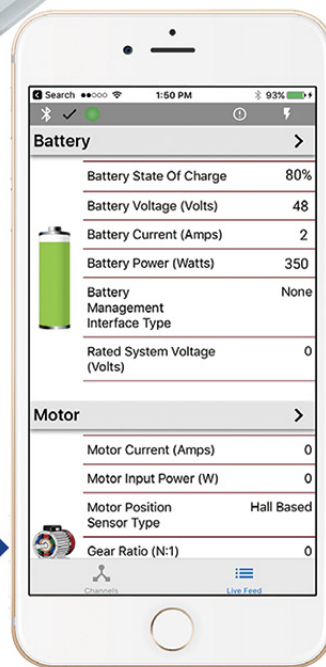 Search 1:50 PM 93%
Battery >
Battery State Of Charge 80%
Battery Voltage (Volts) 48
Battery Current (Amps) 2
Battery Power (Watts) 350
Battery None
Management
Interface Type
Rated System Voltage 0
(Volts)
Motor >
Motor Current (Amps) 0
Motor Input Power (W) 0
Motor Position Hall Based
Sensor Type
Gear Ratio (N:1) 0
Channels Live Feed